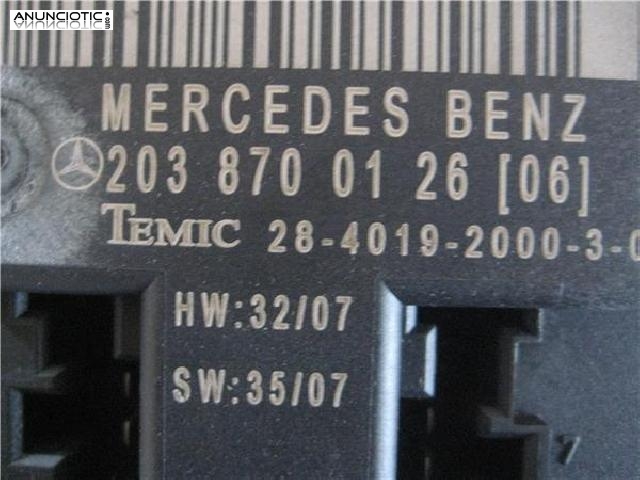 ANUNCIOTIC.com
MERCEDES BENZ
203 870 01 26 [06]
TEMIC 28-4019-2000-3-0
HW:32/07
SW:35/07